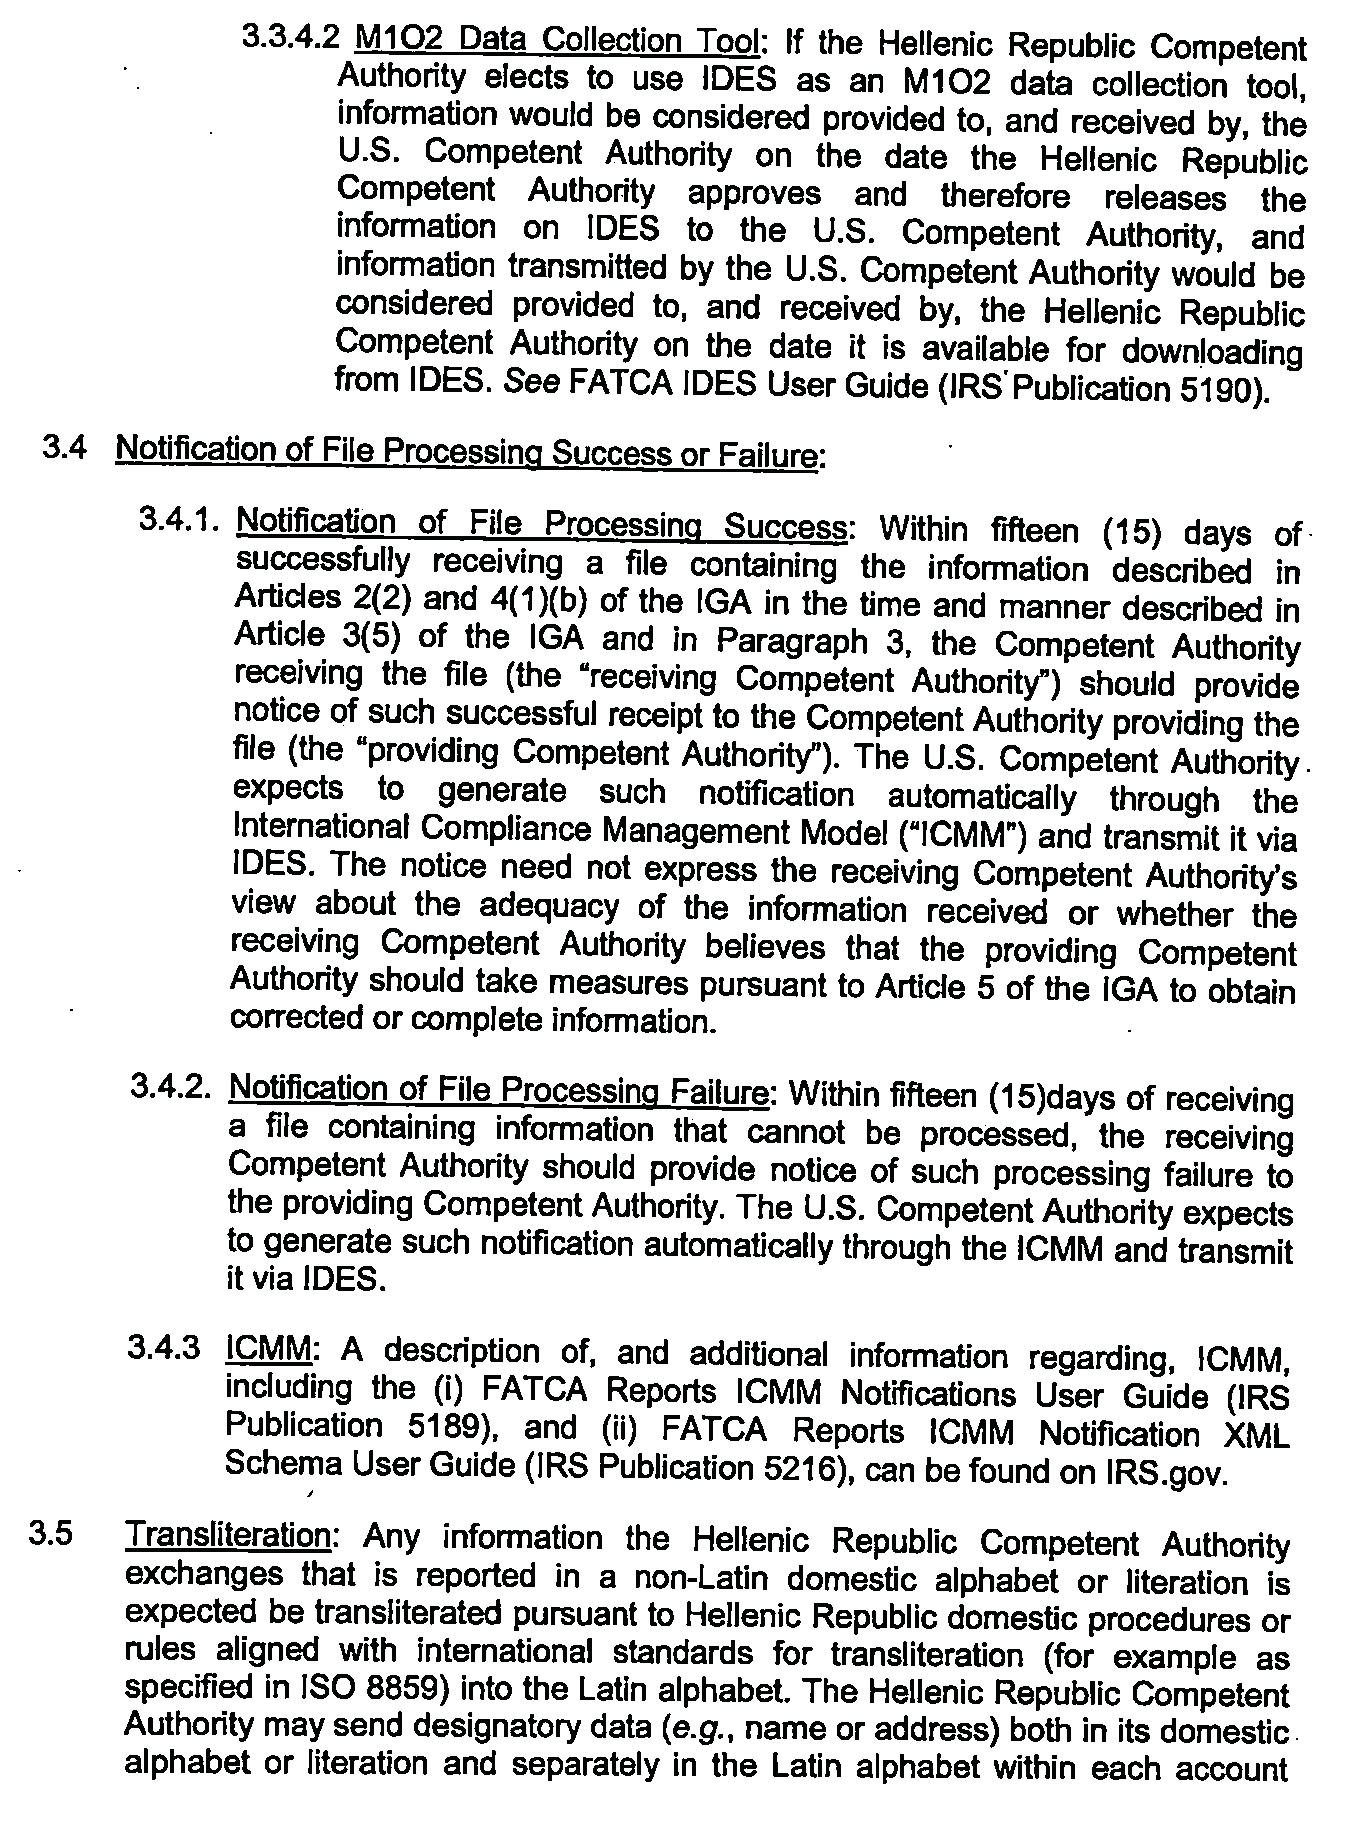 3.3.4.2 M1O2 Data Collection Tool: If the Hellenic Republic Competent
Authority elects to use IDES as an M1O2 data collection tool,
information would be considered provided to, and received by, the
U.S. Competent Authority on the date the Hellenic Republic
Competent Authority approves and therefore releases the
information on IDES to the U.S. Competent Authority, and
information transmitted by the U.S. Competent Authority would be
considered provided to, and received by, the Hellenic Republic
Competent Authority on the date it is available for downloading
from IDES. See FATCA IDES User Guide (IRS Publication 5190).
3.4 Notification of File Processing Success or Failure:
3.4.1. Notification of File Processing Success: Within fifteen (15) days of
successfully receiving a file containing the information described in
Articles 2(2) and 4(1)(b) of the IGA in the time and manner described in
Article 3(5) of the IGA and in Paragraph 3, the Competent Authority
receiving the file (the “receiving Competent Authority”) should provide
notice of such successful receipt to the Competent Authority providing the
file (the “providing Competent Authority”). The U.S. Competent Authority
expects to generate such notification automatically through the
International Compliance Management Model (“ICMM”) and transmit it via
IDES. The notice need not express the receiving Competent Authority's
view about the adequacy of the information received or whether the
receiving Competent Authority believes that the providing Competent
Authority should take measures pursuant to Article 5 of the IGA to obtain
corrected or complete information.
3.4.2. Notification of File Processing Failure: Within fifteen (15)days of receiving
a file containing information that cannot be processed, the receiving
Competent Authority should provide notice of such processing failure to
the providing Competent Authority. The U.S. Competent Authority expects
to generate such notification automatically through the ICMM and transmit
it via IDES.
3.4.3 ICMM: A description of, and additional information regarding, ICMM,
including the (i) FATCA Reports ICMM Notifications User Guide (IRS
Publication 5189), and (ii) FATCA Reports ICMM Notification XML
Schema User Guide (IRS Publication 5216), can be found on IRS.gov.
3.5 Transliteration: Any information the Hellenic Republic Competent Authority
exchanges that is reported in a non-Latin domestic alphabet or literation is
expected be transliterated pursuant to Hellenic Republic domestic procedures or
rules aligned with international standards for transliteration (for example as
specified in ISO 8859) into the Latin alphabet. The Hellenic Republic Competent
Authority may send designatory data (e.g., name or address) both in its domestic
alphabet or literation and separately in the Latin alphabet within each account